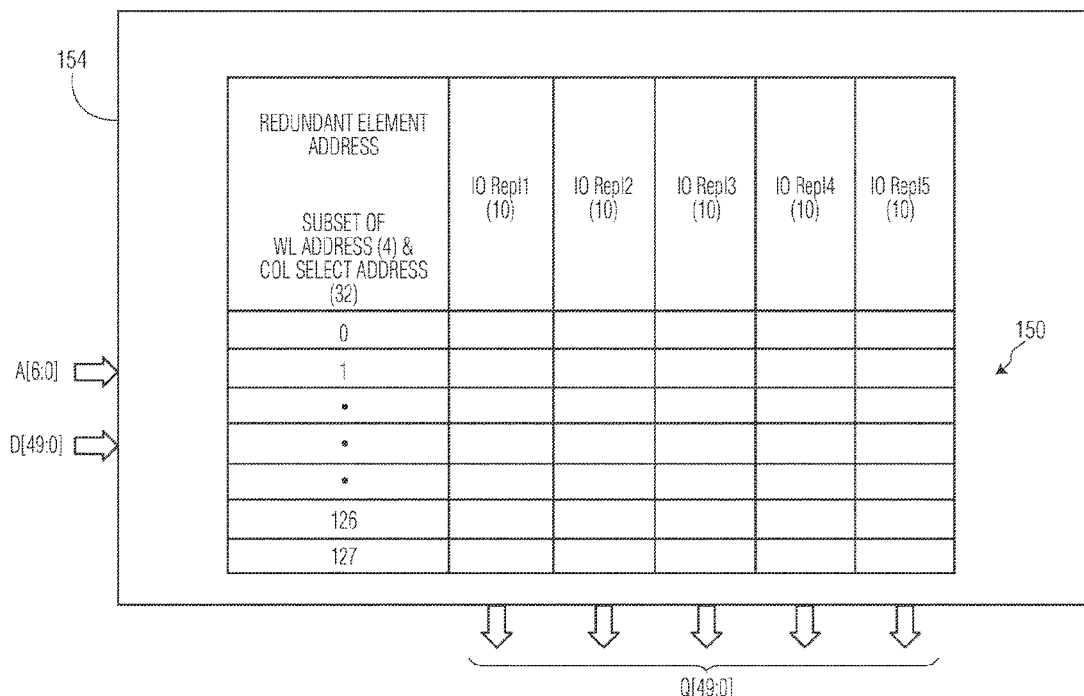 154
REDUNDANT ELEMENT
ADDRESS
SUBSET OF
WL ADDRESS (4) &
COL SELECT ADDRESS
(32)
IO Repl1
(10)
IO Repl2
(10)
IO Repl3
(10)
IO Repl4
(10)
IO Repl5
(10)
0
1
•
•
•
126
127
A[6:0]
D[49:0]
150
Q[49:0]